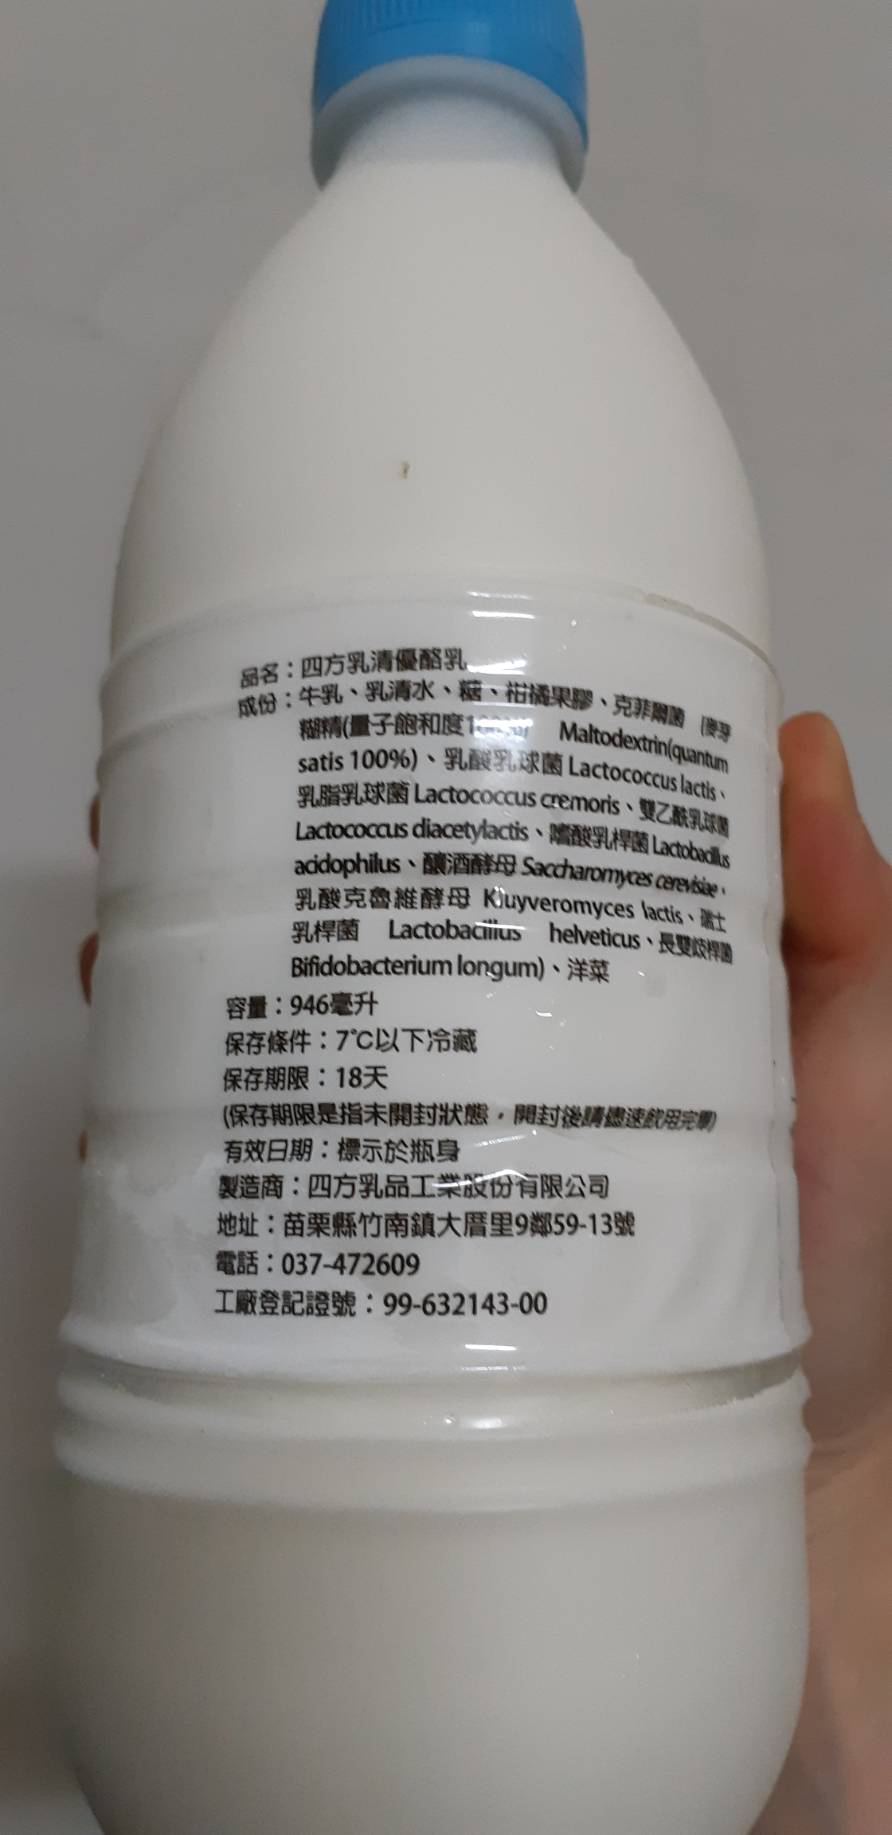 品名：四方乳清優酪乳
成份：牛乳、乳清水、糖、柑橘果膠、克菲爾菌 (麥芽
糊精(量子飽和度 Maltodextrin(quantum
satis 100%)、乳酸乳球菌 Lactococcus lactis、
乳脂乳球菌 Lactococcus cremoris、雙乙酰乳球菌
Lactococcus diacetylactis、嗜酸乳桿菌 Lactobacillus
acidophilus、釀酒酵母 Saccharomyces cerevisiae、
乳酸克魯維酵母 Kluyveromyces lactis、瑞士
乳桿菌 Lactobacillus helveticus、長雙歧桿菌
Bifidobacterium longum)、洋菜
容量：946毫升
保存條件：7℃以下冷藏
保存期限：18天
(保存期限是指未開封狀態，開封後請儘速飲用完畢)
有效日期：標示於瓶身
製造商：四方乳品工業股份有限公司
地址：苗栗縣竹南鎮大厝里9鄰59-13號
電話：037-472609
工廠登記證號：99-632143-00